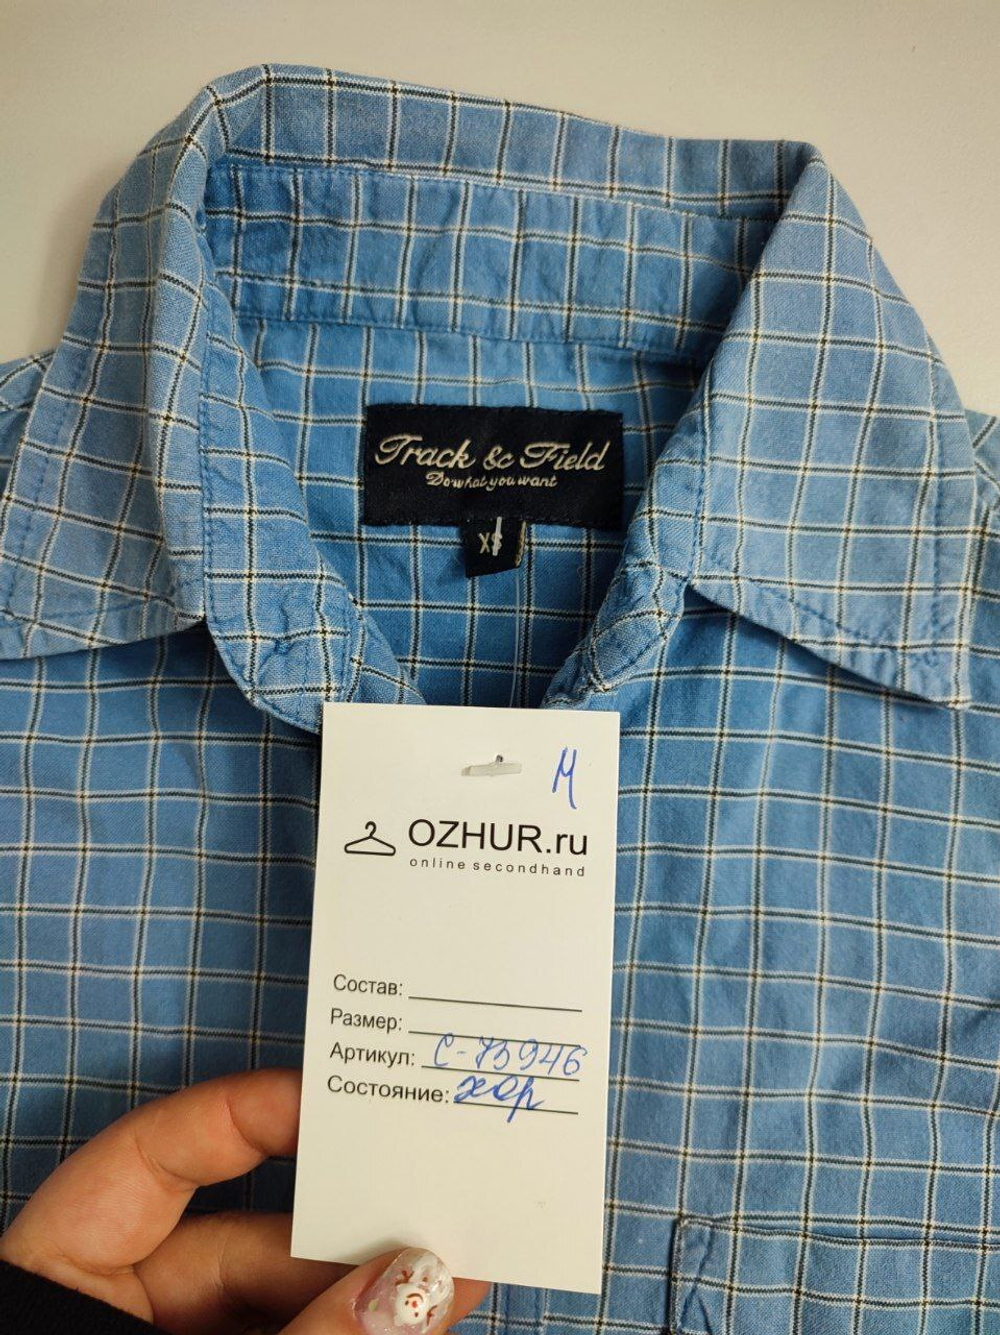 Track & Field
Do what you want
XS
М
OZHUR.ru
online secondhand
Состав:
Размер:
Артикул: С-73946
Состояние: хор